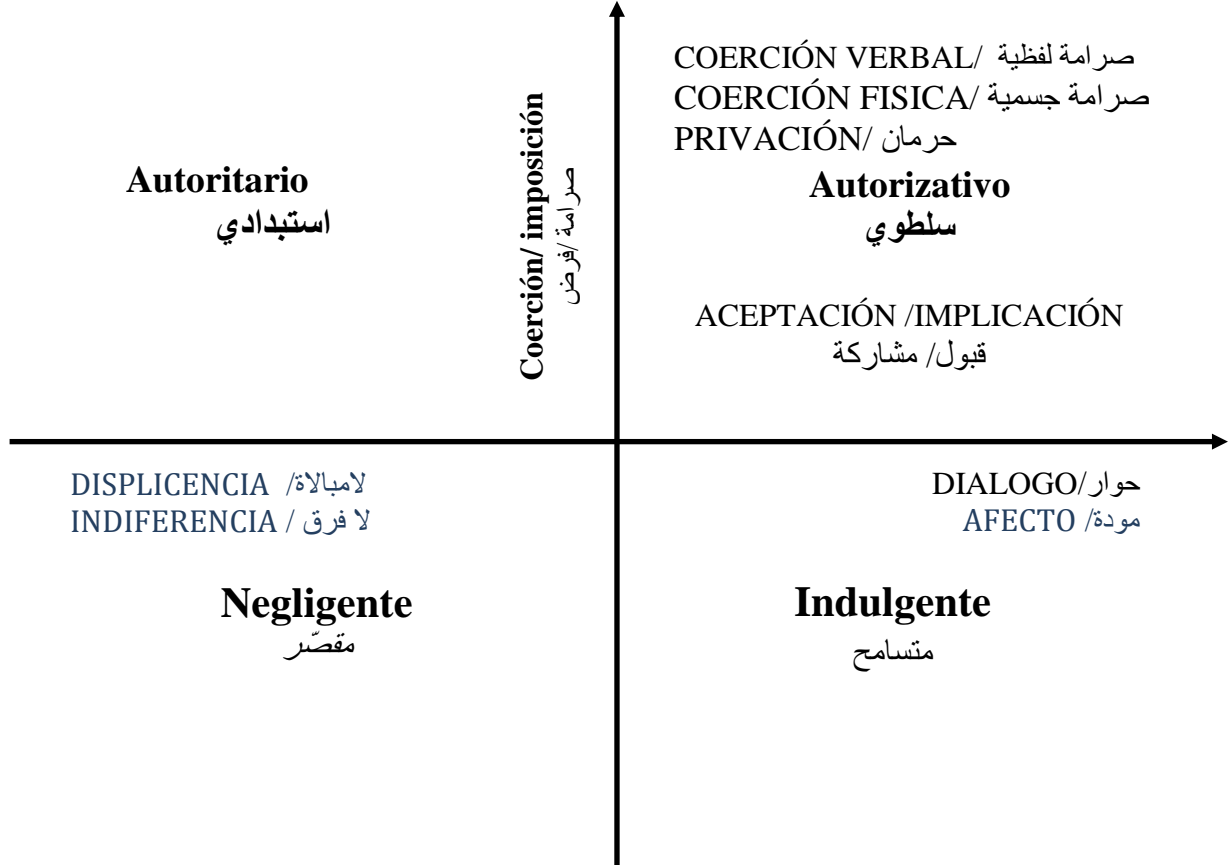 COERCIÓN VERBAL/ صرامة لفظية
COERCIÓN FISICA/ صرامة جسمية
PRIVACIÓN/ حرمان
Autorizativo
سلطوي
ACEPTACIÓN /IMPLICACIÓN
قبول/ مشاركة
Autoritario
استبدادي
Coerción/ imposición
صرامة /فرض
DISPLICENCIA /لامبالاة
INDIFERENCIA / لا فرق
Negligente
مقصّر
DIALOGO/حوار
AFECTO /مودة
Indulgente
متسامح